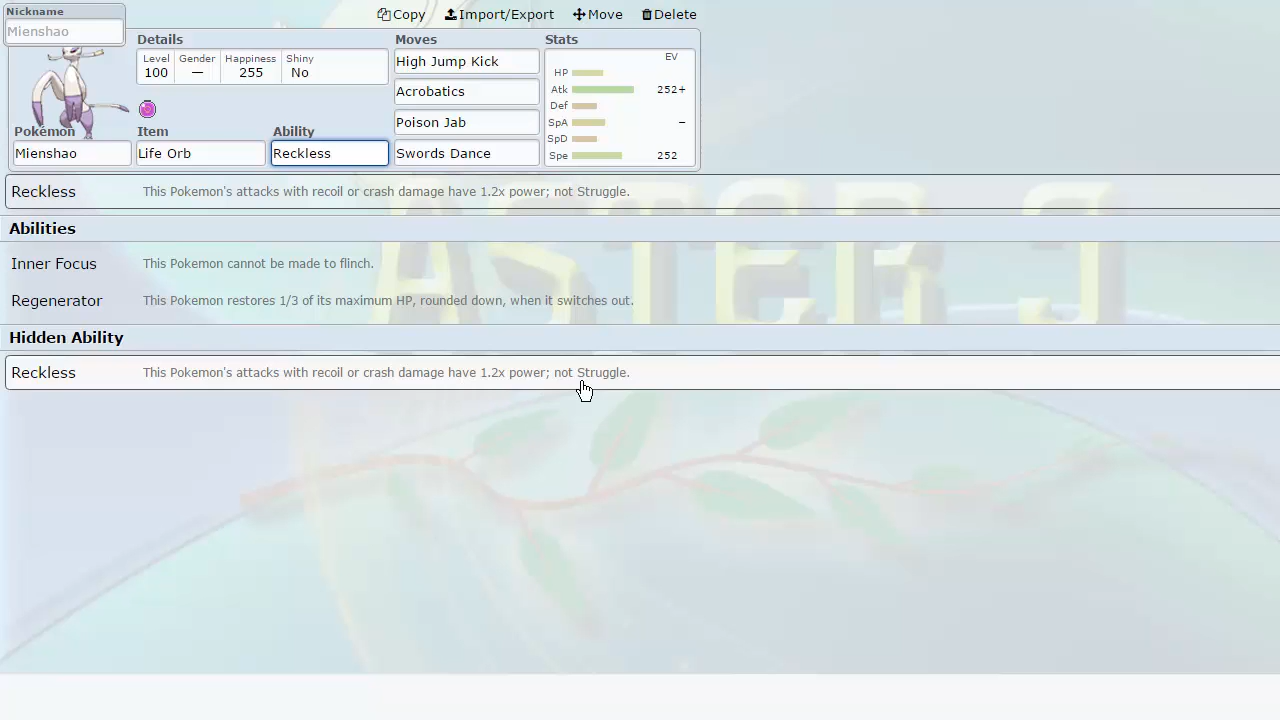 Nickname
Mienshao
Copy Import/Export Move Delete
Details
Level Gender Happiness Shiny
100 — 255 No
Pokémon Item Ability
Mienshao Life Orb Reckless
Moves
High Jump Kick
Acrobatics
Poison Jab
Swords Dance
Stats
EV
HP
Atk 252+
Def
SpA –
SpD
Spe 252
Reckless This Pokemon's attacks with recoil or crash damage have 1.2x power; not Struggle.
Abilities
Inner Focus This Pokemon cannot be made to flinch.
Regenerator This Pokemon restores 1/3 of its maximum HP, rounded down, when it switches out.
Hidden Ability
Reckless This Pokemon's attacks with recoil or crash damage have 1.2x power; not Struggle.
ASTER J